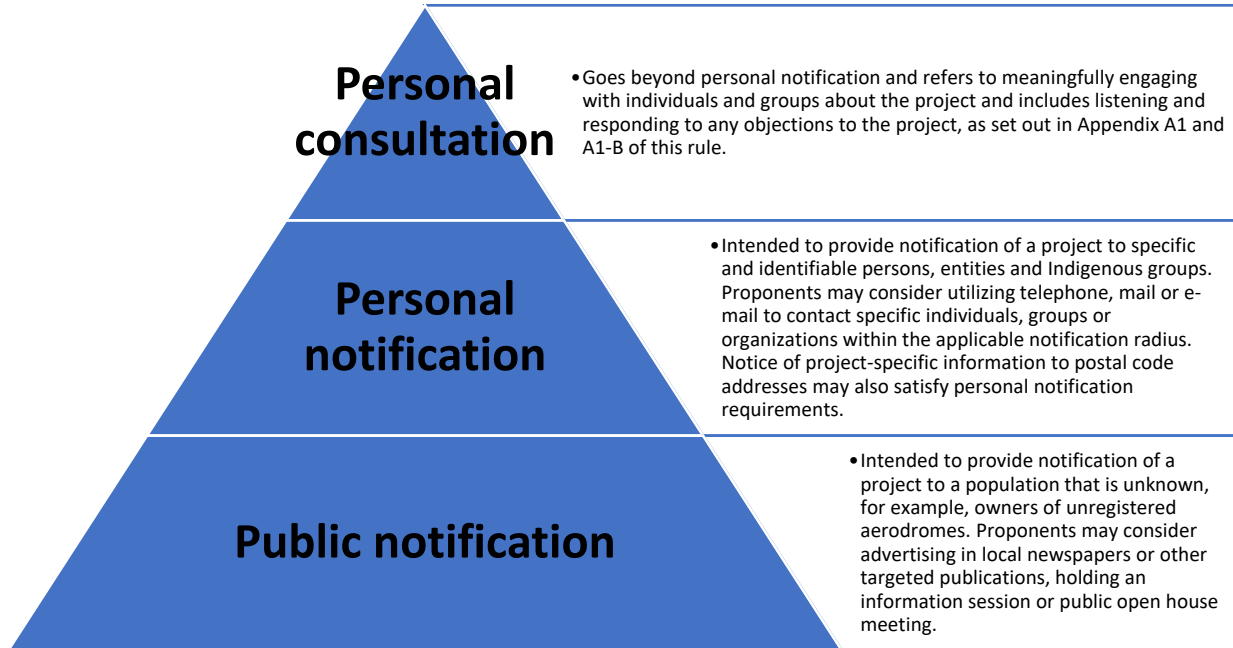 Personal
consultation
•Goes beyond personal notification and refers to meaningfully engaging
with individuals and groups about the project and includes listening and
responding to any objections to the project, as set out in Appendix A1 and
A1-B of this rule.
Personal
notification
•Intended to provide notification of a project to specific
and identifiable persons, entities and Indigenous groups.
Proponents may consider utilizing telephone, mail or e-
mail to contact specific individuals, groups or
organizations within the applicable notification radius.
Notice of project-specific information to postal code
addresses may also satisfy personal notification
requirements.
Public notification
•Intended to provide notification of a
project to a population that is unknown,
for example, owners of unregistered
aerodromes. Proponents may consider
advertising in local newspapers or other
targeted publications, holding an
information session or public open house
meeting.